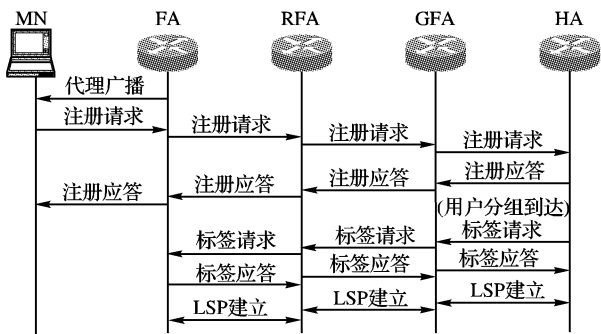 MN FA RFA GFA HA
代理广播
注册请求
注册请求
注册请求
注册请求
注册应答
注册应答
注册应答
注册应答
(用户分组到达)
标签请求
标签请求
标签请求
标签应答
标签应答
标签应答
LSP建立
LSP建立
LSP建立